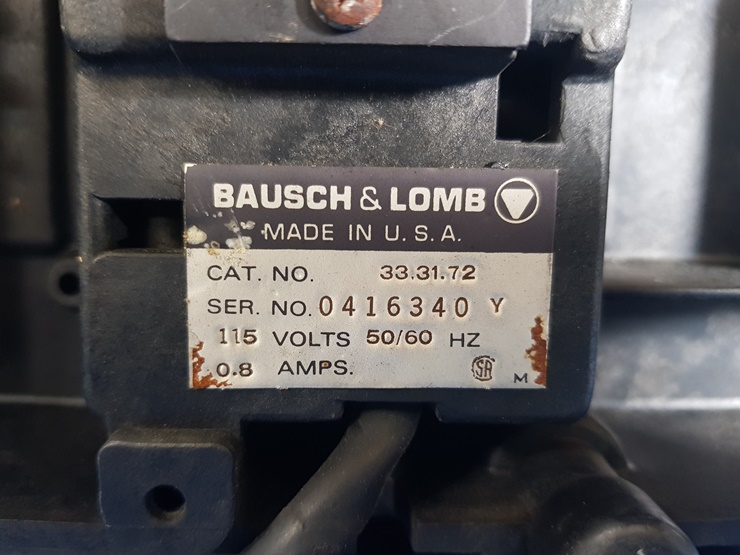 BAUSCH & LOMB
MADE IN U.S.A.
CAT. NO. 33.31.72
SER. NO. 0416340 Y
115 VOLTS 50/60 HZ
0.8 AMPS. SA M